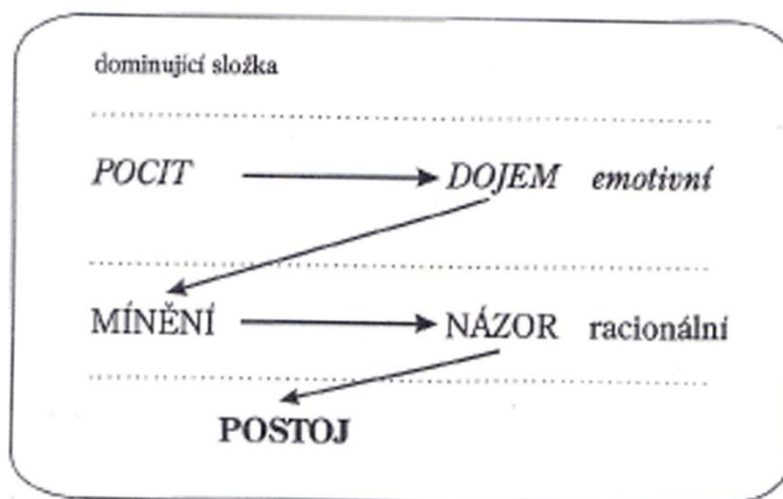 dominující složka
POCIT DOJEM emotivní
MÍNĚNÍ NÁZOR racionální
POSTOJ